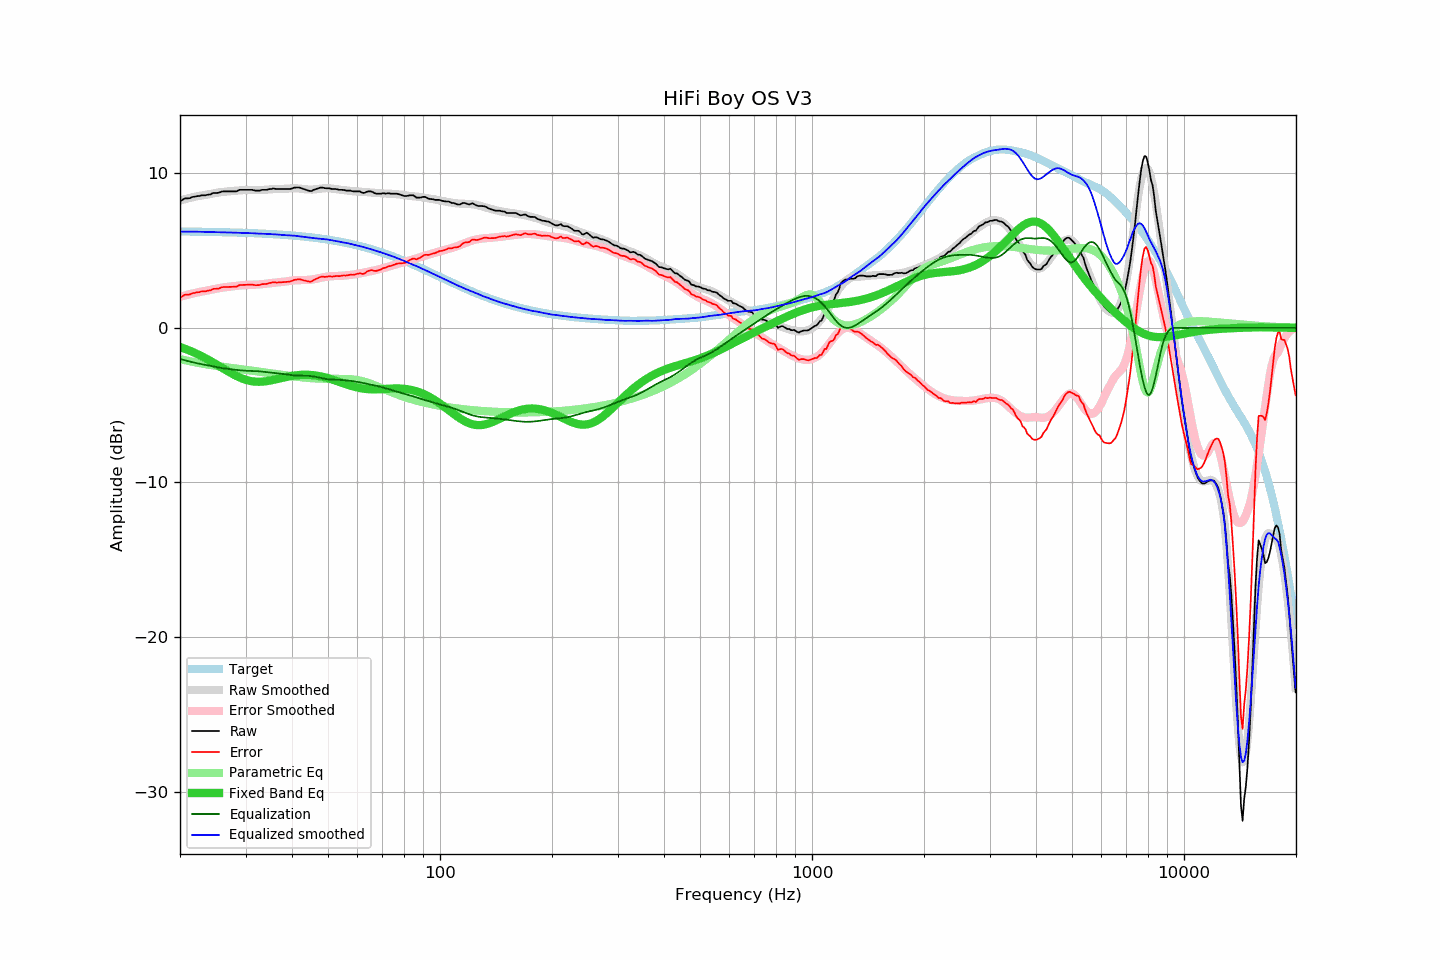 HiFi Boy OS V3
10
0
−10
−20
−30
Amplitude (dBr)
Target
Raw Smoothed
Error Smoothed
Raw
Error
Parametric Eq
Fixed Band Eq
Equalization
Equalized smoothed
100
1000
10000
Frequency (Hz)